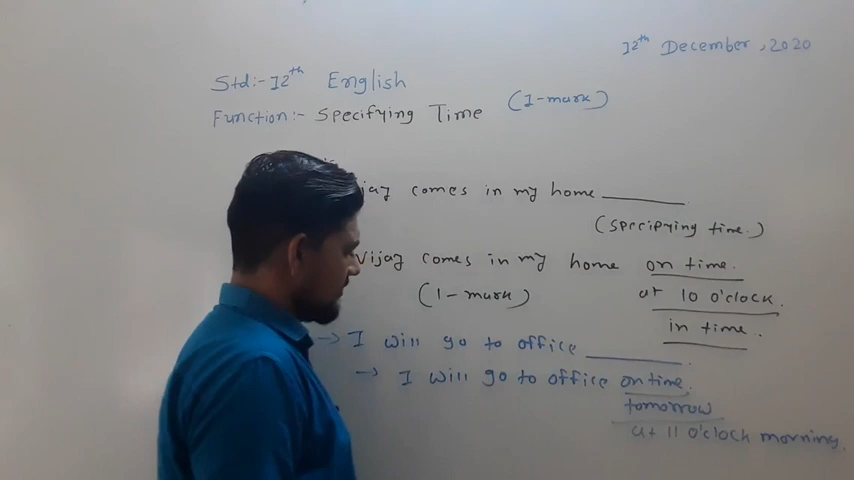 12th December, 2020
Std:- 12th English
Function:- Specifying Time (1-mark)
comes in my home ______
(Specifying time.)
Vijay comes in my home on time.
(1-mark) at 10 o'clock.
in time.
→ I will go to office ______.
→ I will go to office on time.
tomorrow
at 11 o'clock morning.